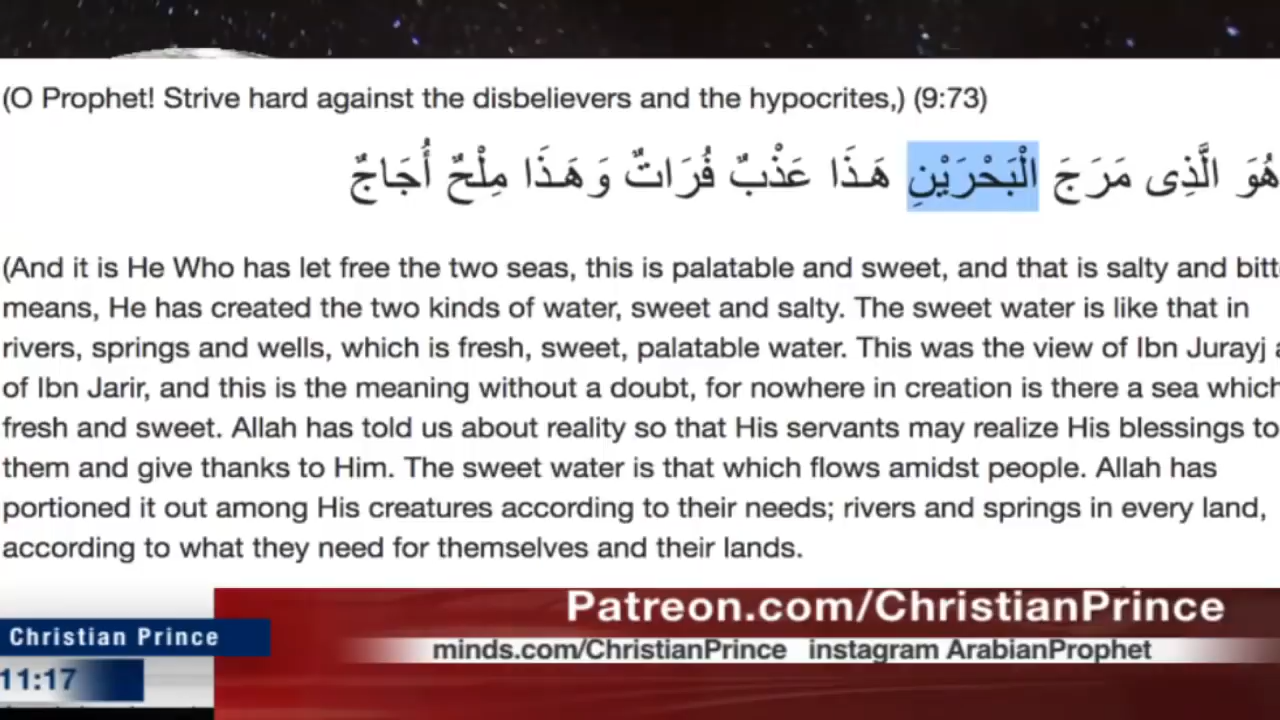 (O Prophet! Strive hard against the disbelievers and the hypocrites,) (9:73)
هُوَ الَّذِى مَرَجَ الْبَحْرَيْنِ هَـذَا عَذْبٌ فُرَاتٌ وَهَـذَا مِلْحٌ أُجَاجٌ
(And it is He Who has let free the two seas, this is palatable and sweet, and that is salty and
means, He has created the two kinds of water, sweet and salty. The sweet water is like that in
rivers, springs and wells, which is fresh, sweet, palatable water. This was the view of Ibn Jurayj
of Ibn Jarir, and this is the meaning without a doubt, for nowhere in creation is there a sea which
fresh and sweet. Allah has told us about reality so that His servants may realize His blessings to
them and give thanks to Him. The sweet water is that which flows amidst people. Allah has
portioned it out among His creatures according to their needs; rivers and springs in every land,
according to what they need for themselves and their lands.
Patreon.com/ChristianPrince
Christian Prince
minds.com/ChristianPrince instagram ArabianProphet
11:17